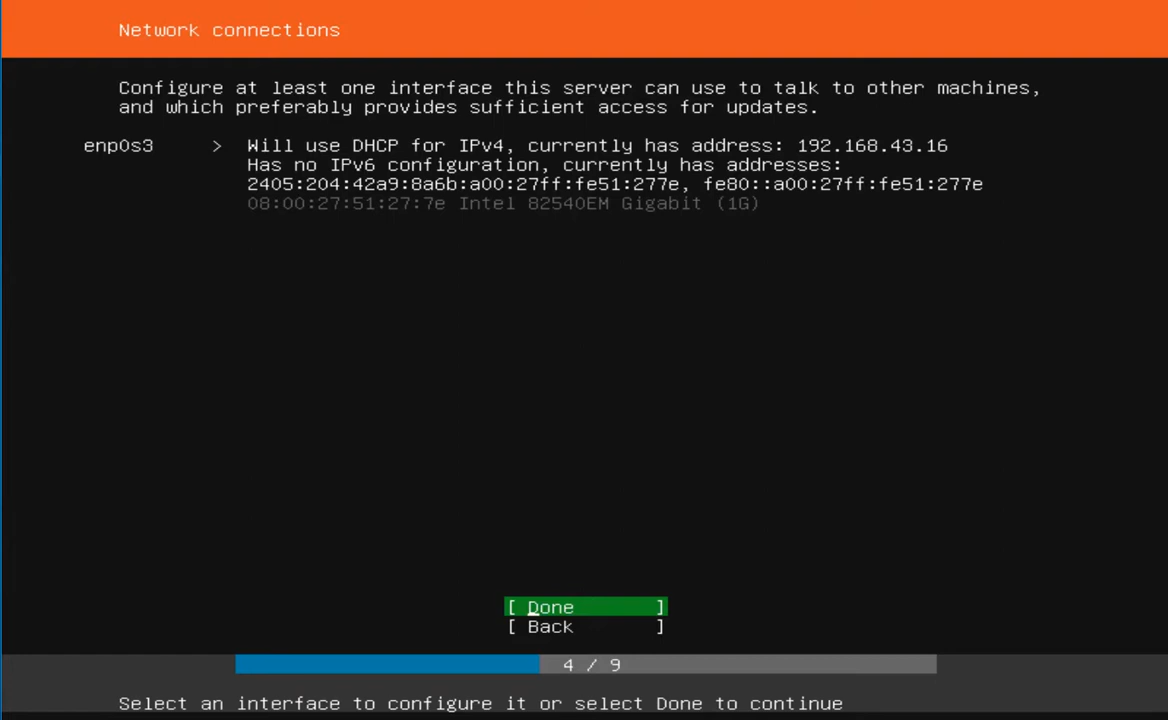 Network connections
Configure at least one interface this server can use to talk to other machines,
and which preferably provides sufficient access for updates.
enp0s3 > Will use DHCP for IPv4, currently has address: 192.168.43.16
Has no IPv6 configuration, currently has addresses:
2405:204:42a9:8a6b:a00:27ff:fe51:277e, fe80::a00:27ff:fe51:277e
08:00:27:51:27:7e Intel 82540EM Gigabit (1G)
[ Done ]
[ Back ]
4 / 9
Select an interface to configure it or select Done to continue